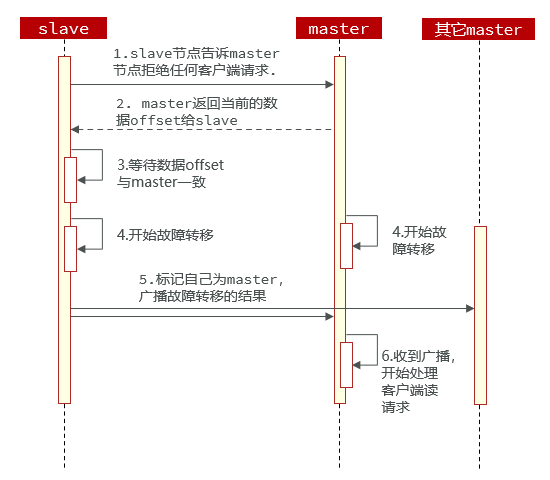 slave
master
其它master
1.slave节点告诉master
节点拒绝任何客户端请求.
2. master返回当前的数
据offset给slave
3.等待数据offset
与master一致
4.开始故障转移
4.开始故
障转移
5.标记自己为master,
广播故障转移的结果
6.收到广播,
开始处理
客户端读
请求